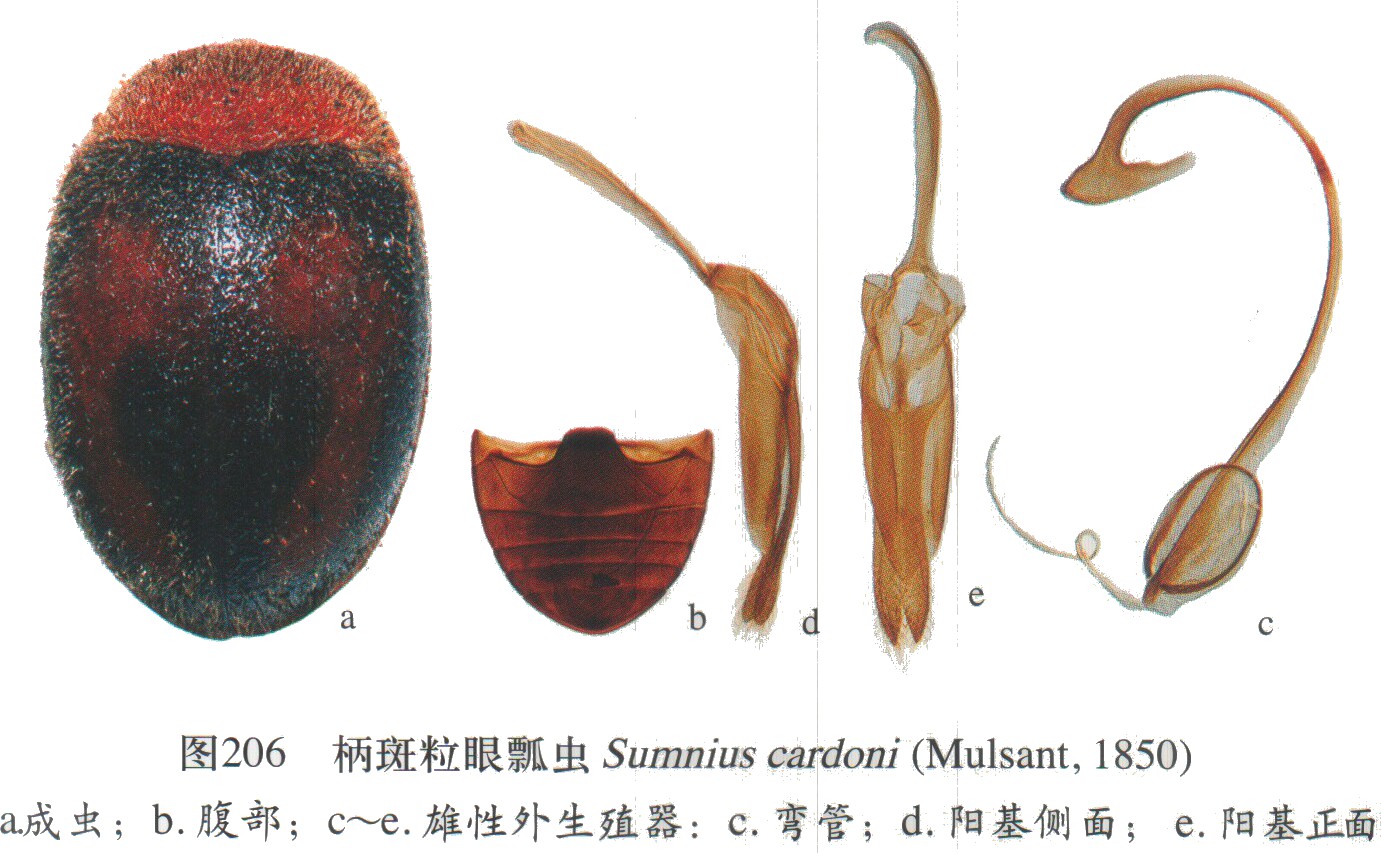 a
b
d
e
c
图206 柄斑粒眼瓢虫 Sumnius cardoni (Mulsant, 1850)
a.成虫; b. 腹部; c～e. 雄性外生殖器: c. 弯管; d. 阳基侧面; e. 阳基正面